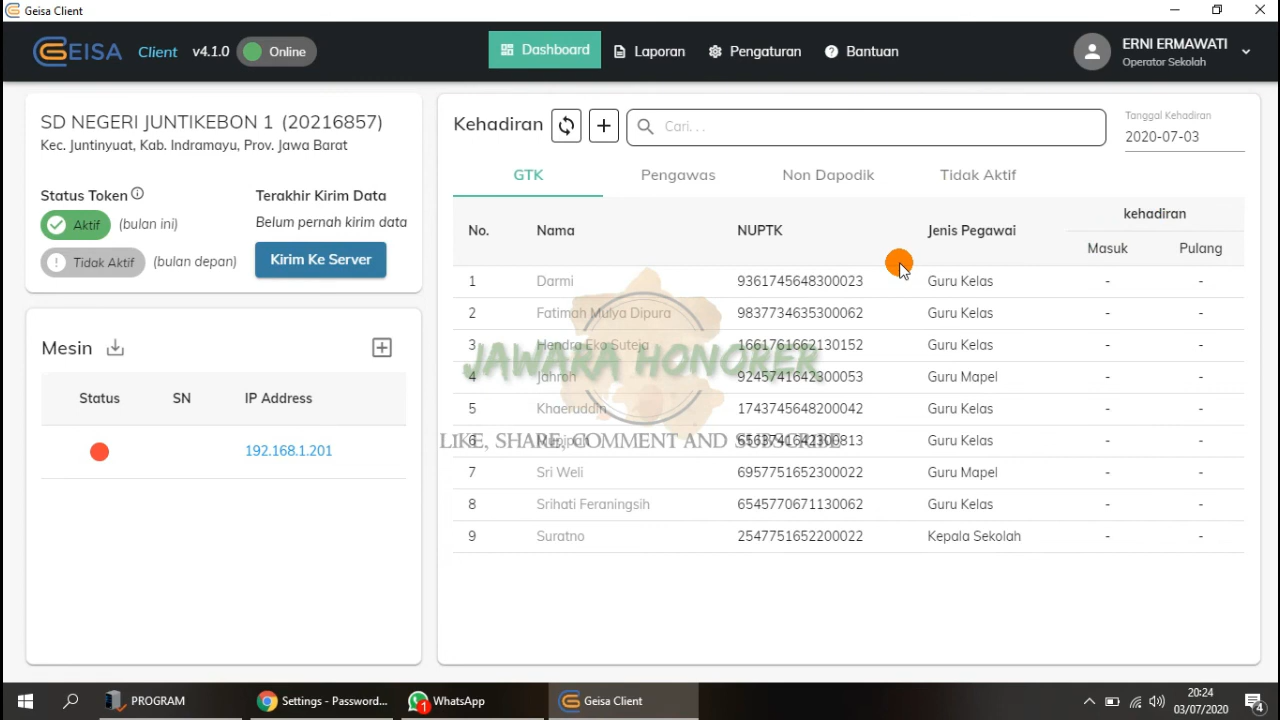 Geisa Client
GEISA Client v4.1.0 Online
Dashboard Laporan Pengaturan Bantuan
ERNI ERMAWATI
Operator Sekolah
SD NEGERI JUNTIKEBON 1 (20216857)
Kec. Juntinyuat, Kab. Indramayu, Prov. Jawa Barat
Status Token Terakhir Kirim Data
Aktif (bulan ini) Belum pernah kirim data
Tidak Aktif (bulan depan) Kirim Ke Server
Mesin
Status SN IP Address
192.168.1.201
Kehadiran Cari. . .
Tanggal Kehadiran
2020-07-03
GTK Pengawas Non Dapodik Tidak Aktif
No. Nama NUPTK Jenis Pegawai kehadiran
Masuk Pulang
1 Darmi 9361745648300023 Guru Kelas - -
2 Fatimah Mulya Dipura 9837734635300062 Guru Kelas - -
3 Hendra Eka Suteja 1661761662130152 Guru Kelas - -
JAWARA HONORER
4 Jahroh 9245741642300053 Guru Mapel - -
5 Khaeruddin 1743745648200042 Guru Kelas - -
6 Guru Kelas - -
LIKE, SHARE, COMMENT AND SUBSCRIBE
7 Sri Weli 6957751652300022 Guru Mapel - -
8 Srihati Feraningsih 6545770671130062 Guru Kelas - -
9 Suratno 2547751652200022 Kepala Sekolah - -
PROGRAM Settings - Password... 1 WhatsApp Geisa Client
20:24
03/07/2020
4